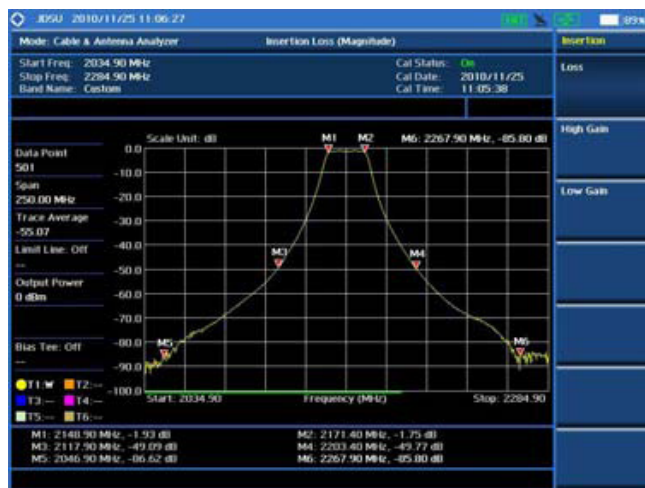 JDSU 2010/11/25 11:06:27
89%
Mode: Cable & Antenna Analyzer
Insertion Loss (Magnitude)
Insertion
Start Freq: 2034.90 MHz
Stop Freq: 2284.90 MHz
Band Name: Custom
Cal Status: On
Cal Date: 2010/11/25
Cal Time: 11:05:38
Loss
High Gain
Low Gain
Scale Unit: dB
M1
M2
M6: 2267.90 MHz, -85.80 dB
Data Point
501
Span
250.00 MHz
Trace Average
-55.07
Limit Line: Off
--
Output Power
0 dBm
Bias Tee: Off
--
T1:W T2:--
T3:-- T4:--
T5:-- T6:--
0.0
-10.0
-20.0
-30.0
-40.0
-50.0
-60.0
-70.0
-80.0
-90.0
-100.0
M3
M4
M5
M6
Start: 2034.90
Frequency (MHz)
Stop: 2284.90
M1: 2148.90 MHz, -1.93 dB
M2: 2171.40 MHz, -1.75 dB
M3: 2117.90 MHz, -49.09 dB
M4: 2203.40 MHz, -49.77 dB
M5: 2046.90 MHz, -86.62 dB
M6: 2267.90 MHz, -85.80 dB